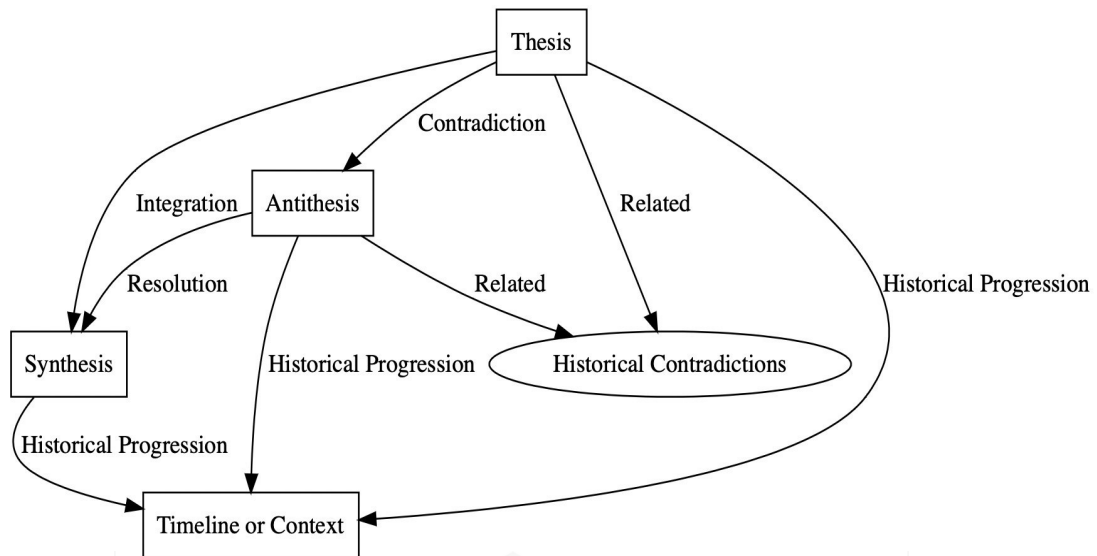 Thesis
Contradiction
Integration
Antithesis
Related
Resolution
Related
Historical Progression
Synthesis
Historical Progression
Historical Contradictions
Historical Progression
Timeline or Context